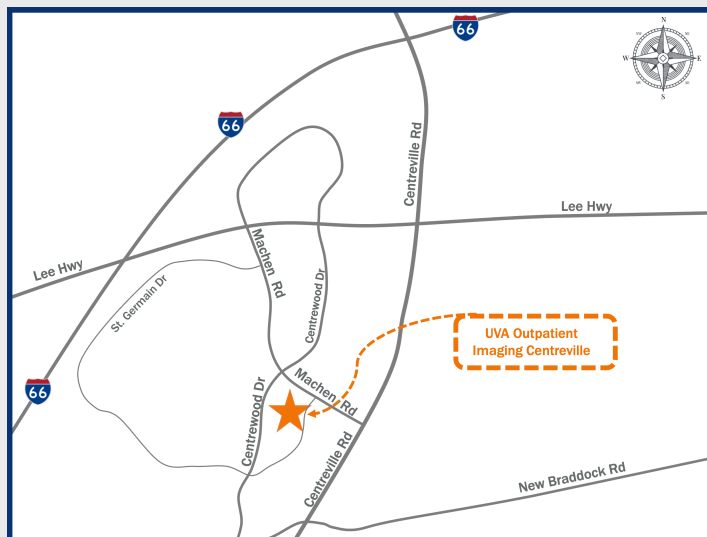 66
N
W
E
S
66
Centreville Rd
Lee Hwy
Machen Rd
Lee Hwy
St. Germain Dr
Centrewood Dr
UVA Outpatient
Imaging Centreville
66
Machen Rd
Centrewood Dr
Centreville Rd
New Braddock Rd